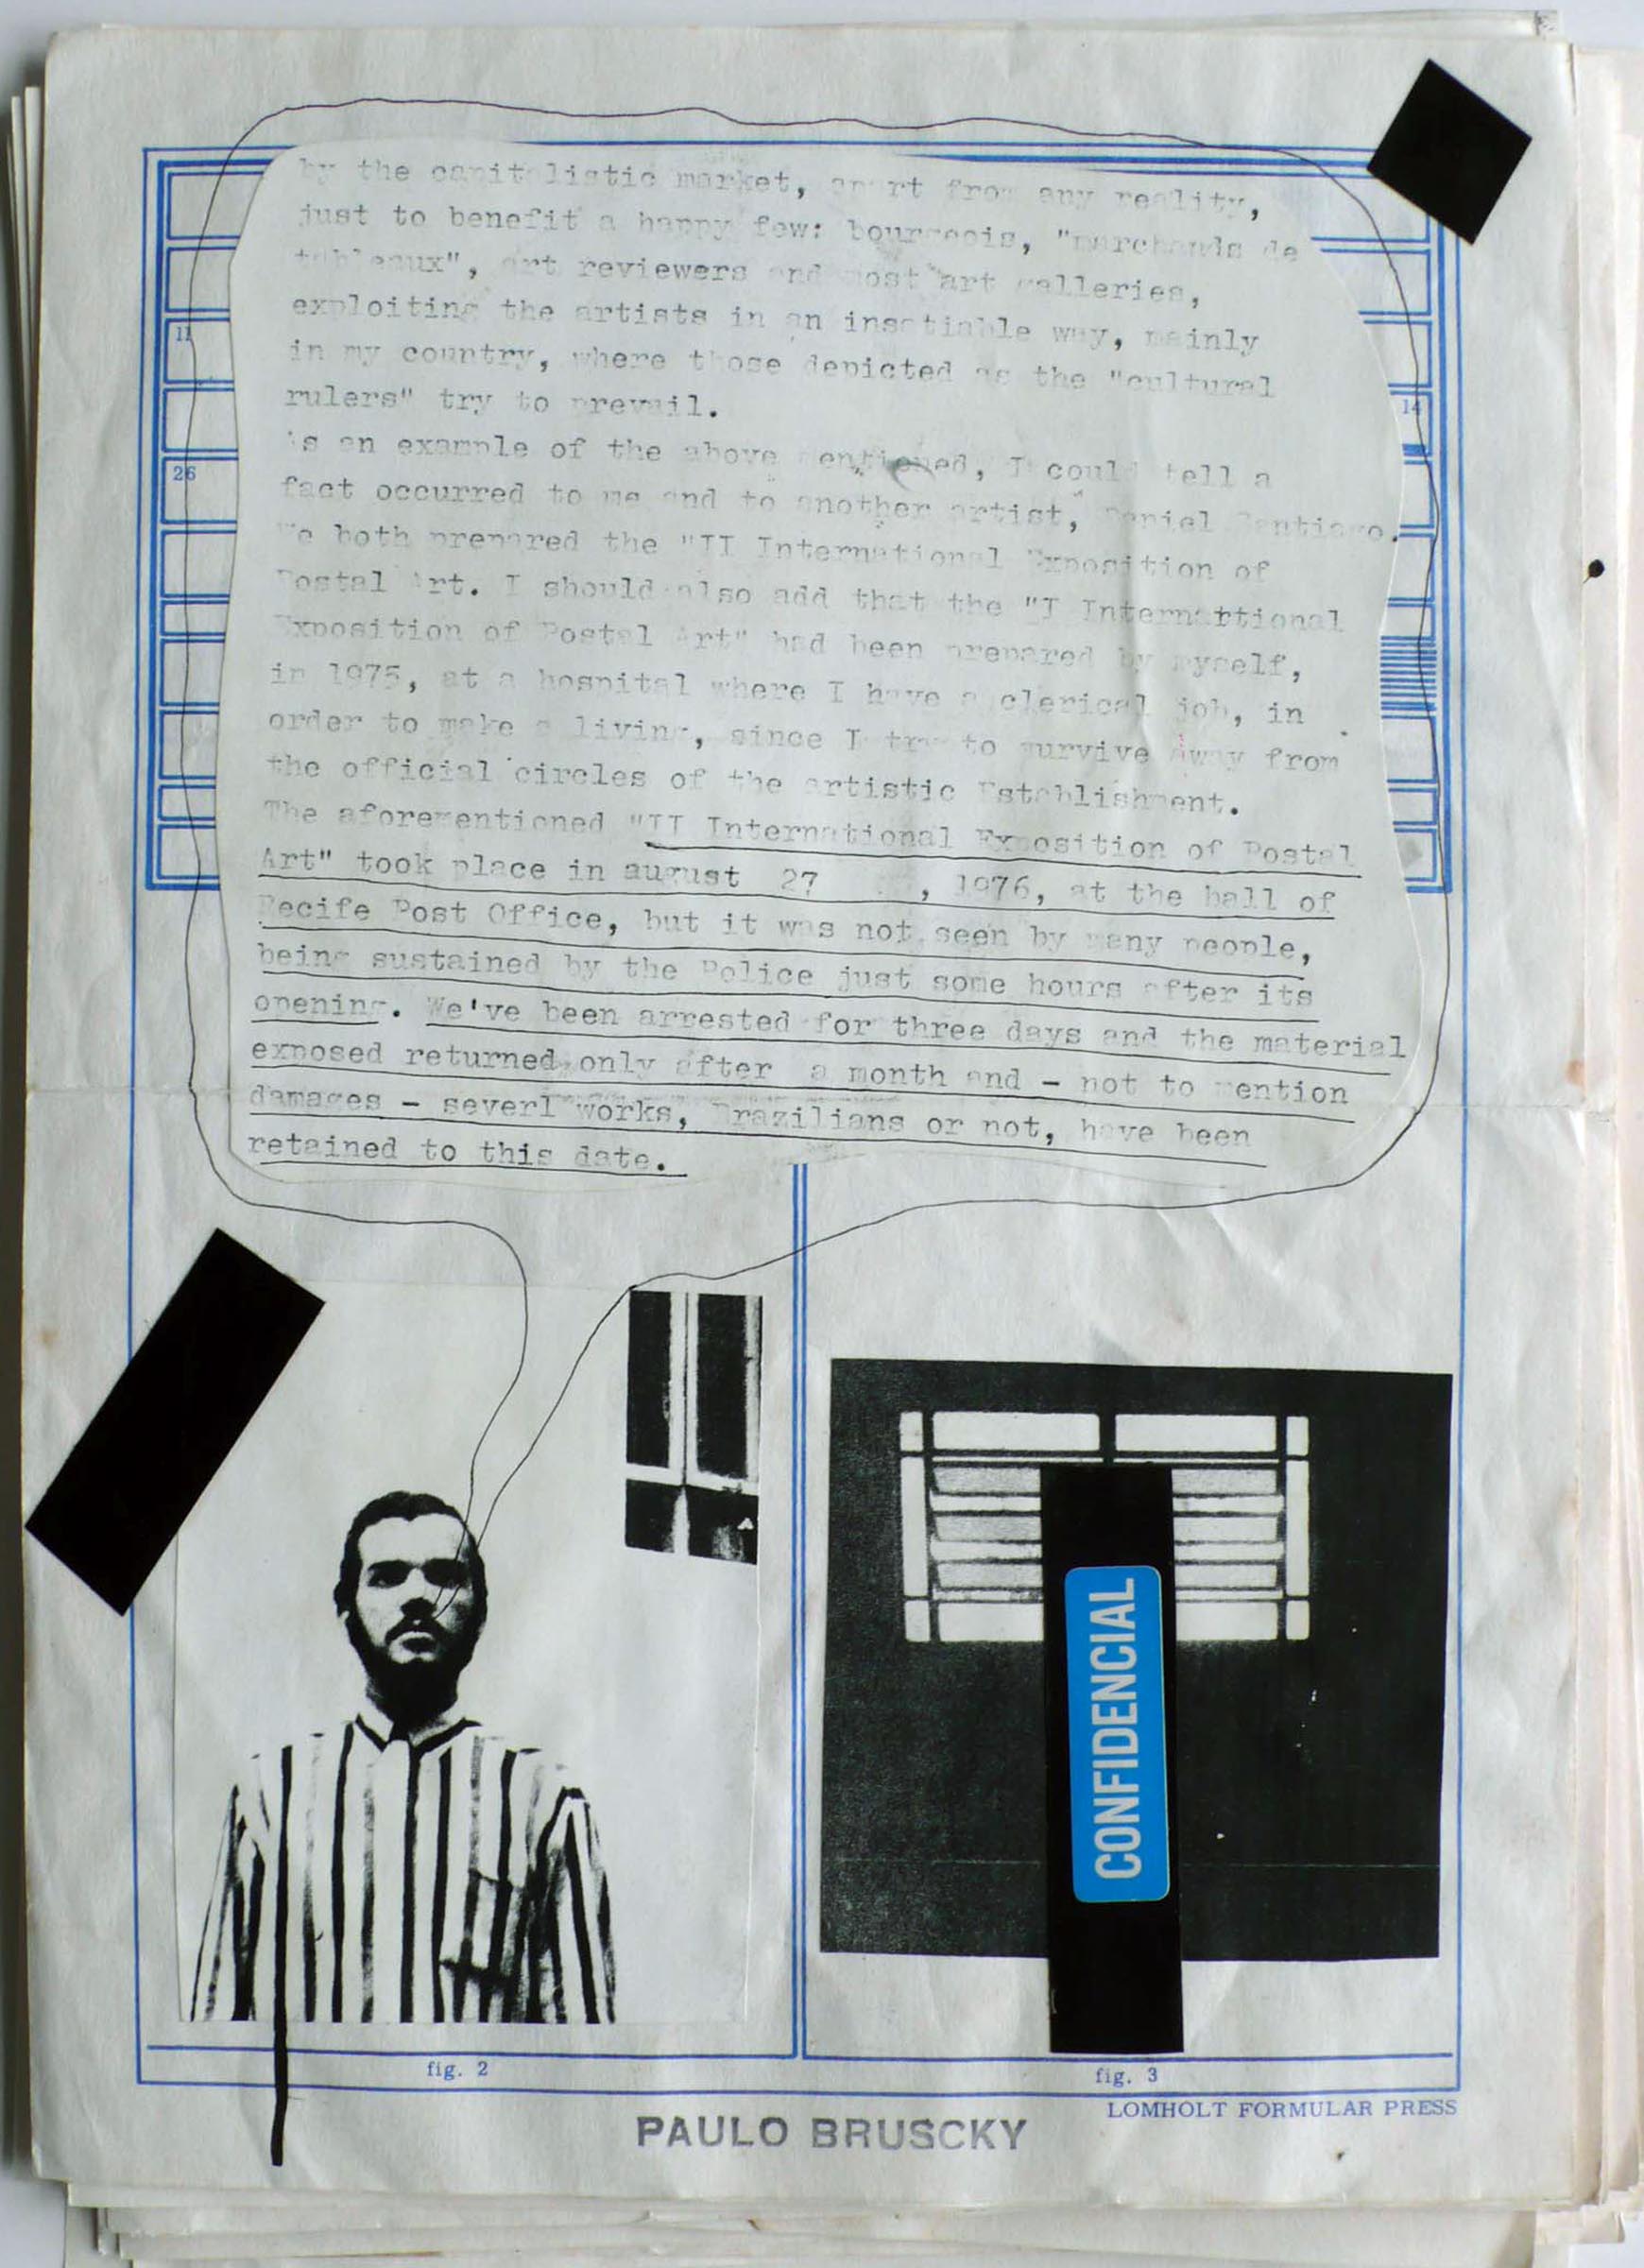 by the capitalistic market, apart from any reality,
just to benefit a happy few: bourgeois, "marchands de
tableaux", art reviewers and most art galleries,
exploiting the artists in an insatiable way, mainly
in my country, where those depicted as the "cultural
rulers" try to prevail.
As an example of the above mentioned, I could tell a
fact occurred to me and to another artist, Daniel Santiago.
We both prepared the "II International Exposition of
Postal Art. I should also add that the "I Internartional
Exposition of Postal Art" had been prepared by myself,
in 1975, at a hospital where I have a clerical job, in
order to make a living, since I try to survive away from
the official circles of the artistic Establishment.
The aforementioned "II International Exposition of Postal
Art" took place in august 27 , 1976, at the hall of
Recife Post Office, but it was not seen by many people,
being sustained by the Police just some hours after its
opening. We've been arrested for three days and the material
exposed returned only after a month and - not to mention
damages - severl works, Brazilians or not, have been
retained to this date.
11
26
14
CONFIDENCIAL
fig. 2
fig. 3
LOMHOLT FORMULAR PRESS
PAULO BRUSCKY